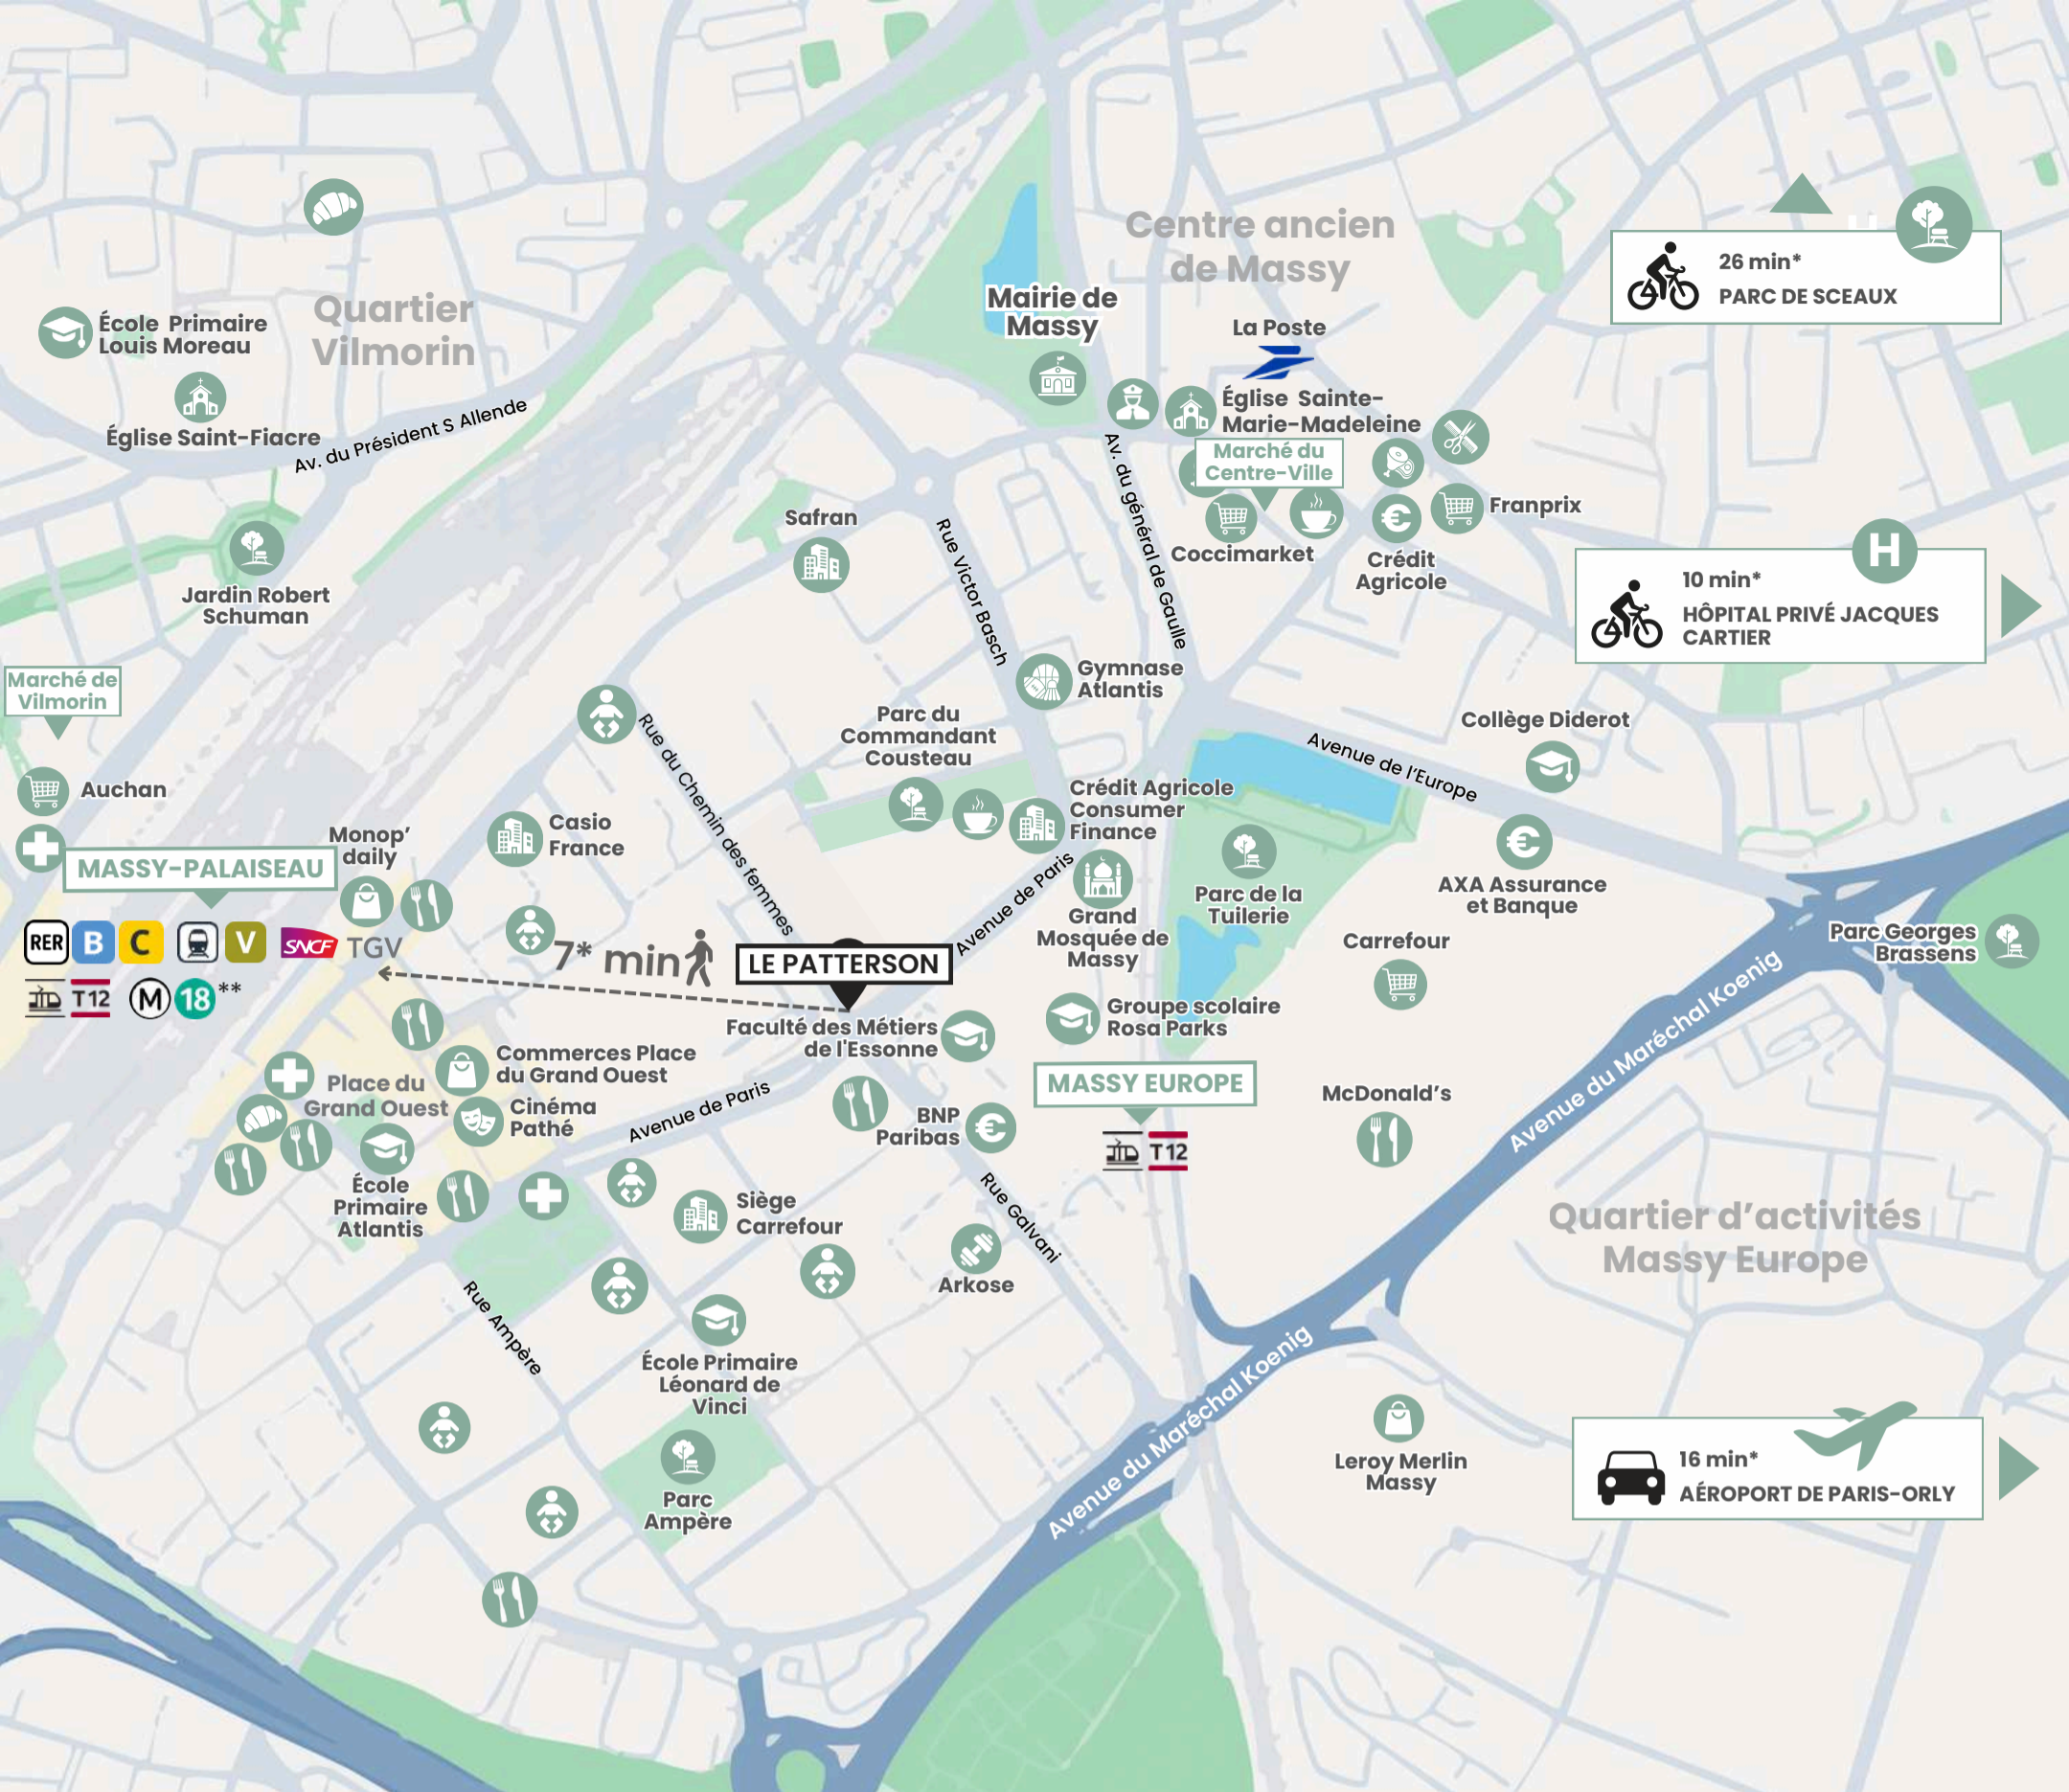 Centre ancien
de Massy
26 min*
PARC DE SCEAUX
Mairie de
Massy
Quartier
Vilmorin
École Primaire
Louis Moreau
La Poste
Église Saint-Fiacre
Av. du Président S Allende
Église Sainte-
Marie-Madeleine
Marché du
Centre-Ville
Av. du général de Gaulle
Franprix
Coccimarket
Crédit
Agricole
Safran
Rue Victor Basch
H
10 min*
HÔPITAL PRIVÉ JACQUES
CARTIER
Jardin Robert
Schuman
Marché de
Vilmorin
Gymnase
Atlantis
Parc du
Commandant
Cousteau
Rue du Chemin des femmes
Collège Diderot
Avenue de l'Europe
Auchan
Monop'
daily
Casio
France
Crédit Agricole
Consumer
Finance
MASSY-PALAISEAU
Avenue de Paris
Parc de la
Tuilerie
AXA Assurance
et Banque
Grand
Mosquée de
Massy
Carrefour
Parc Georges
Brassens
RER B C V SNCF TGV
T12 M 18**
7* min
LE PATTERSON
Avenue du Maréchal Koenig
Faculté des Métiers
de l'Essonne
Groupe scolaire
Rosa Parks
Commerces Place
du Grand Ouest
Place du
Grand Ouest
Cinéma
Pathé
Avenue de Paris
BNP
Paribas
MASSY EUROPE
T12
McDonald's
École
Primaire
Atlantis
Siège
Carrefour
Rue Galvani
Arkose
Quartier d'activités
Massy Europe
Rue Ampère
École Primaire
Léonard de
Vinci
Avenue du Maréchal Koenig
Parc
Ampère
Leroy Merlin
Massy
16 min*
AÉROPORT DE PARIS-ORLY